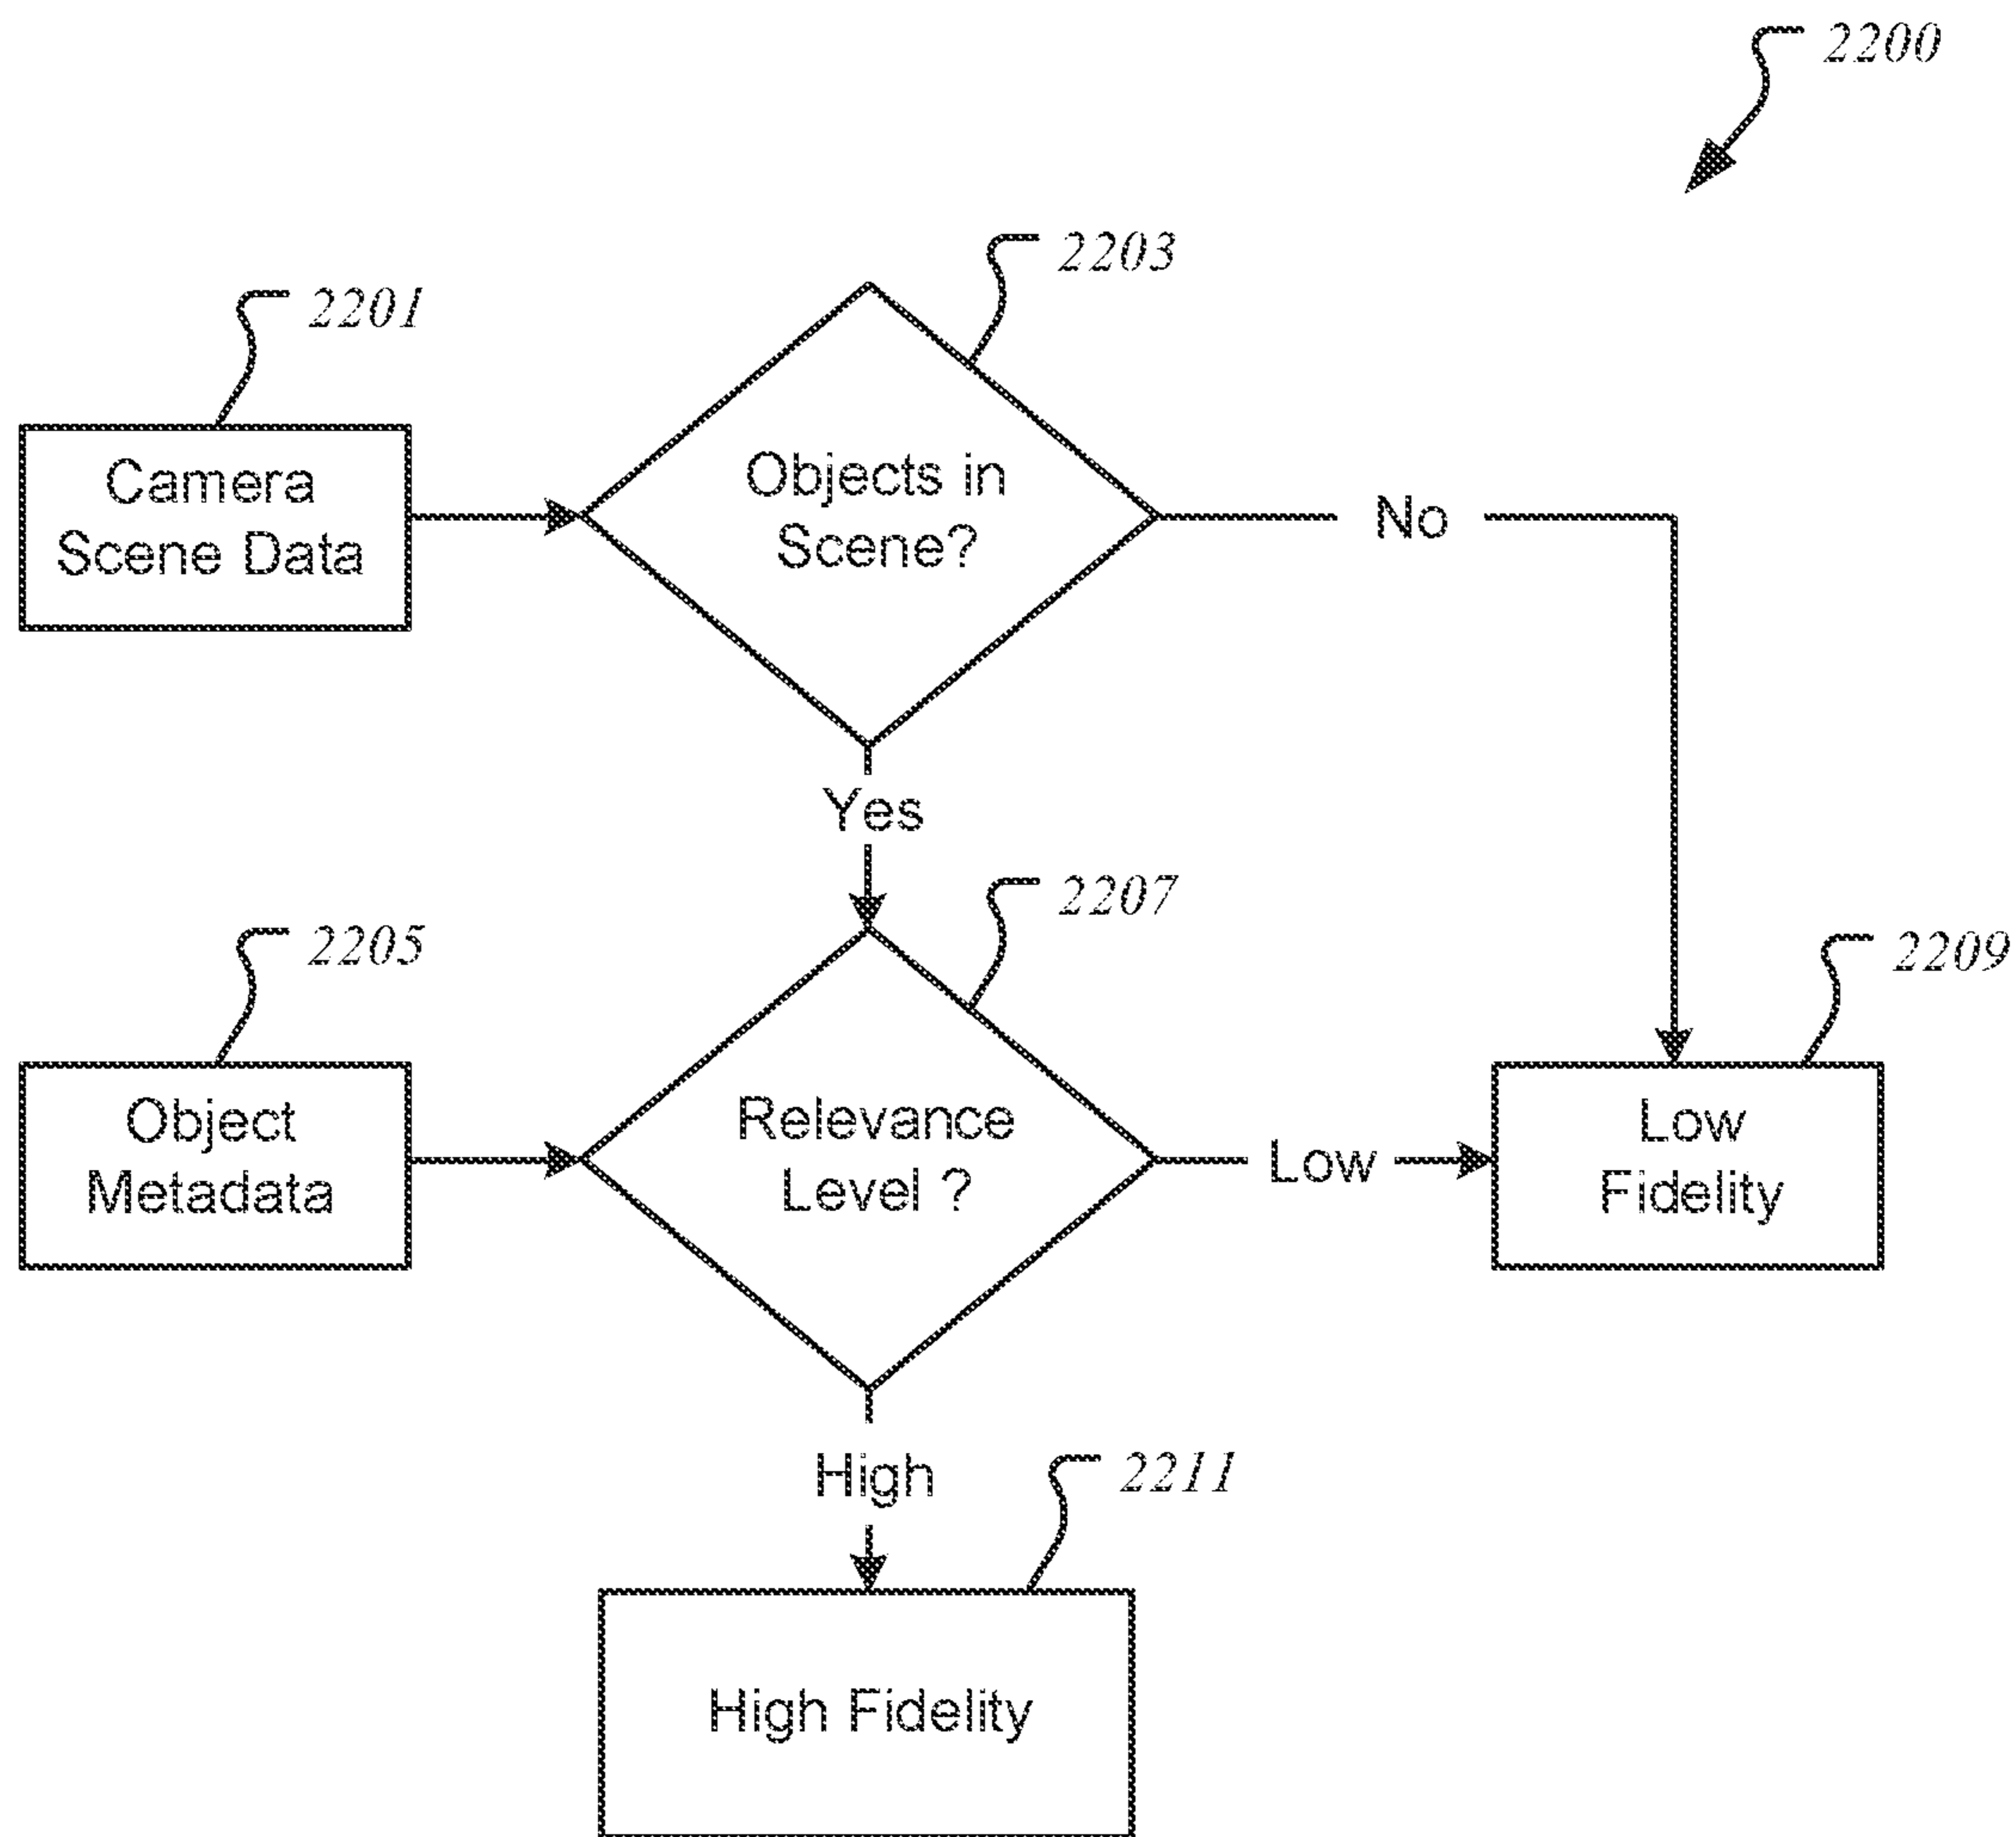 2200
2203
2201
Camera
Scene Data
Objects in
Scene?
No
Yes
2207
2205
2209
Object
Metadata
Relevance
Level ?
Low
Low
Fidelity
High
2211
High Fidelity